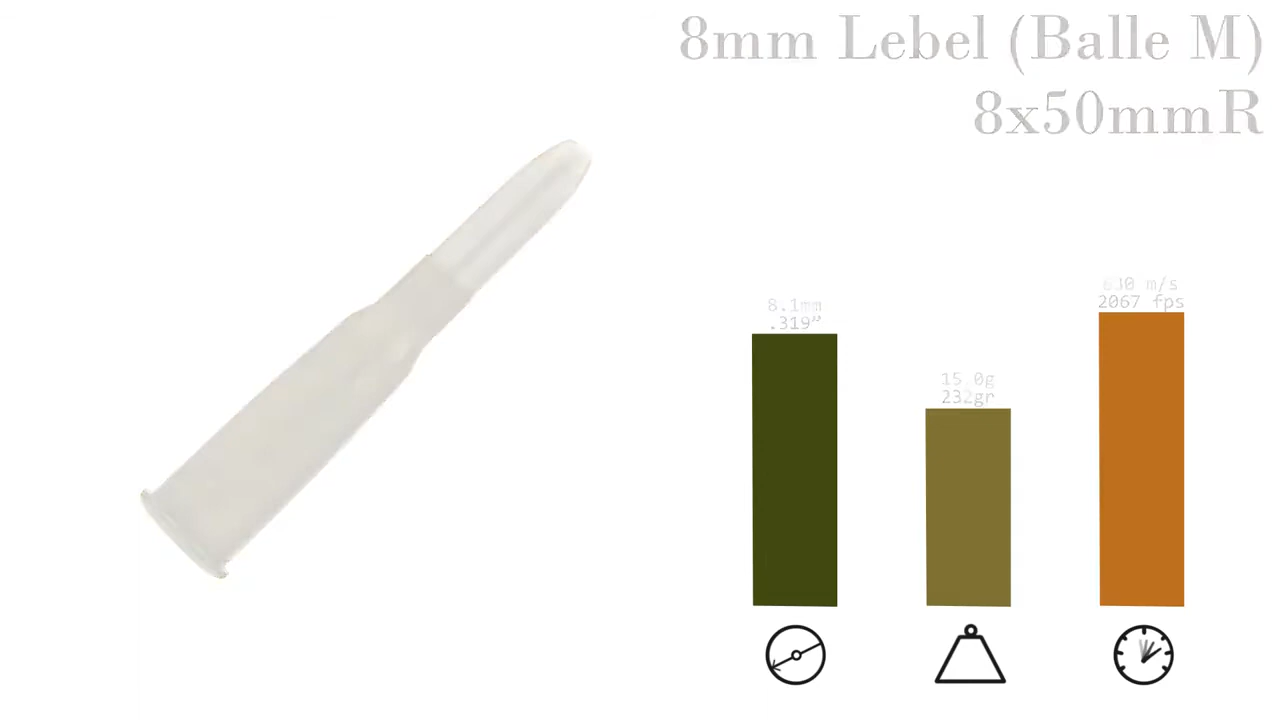 8mm Lebel (Balle M)
8x50mmR
8.1mm
.319”
15.0g
232gr
m/s
2067 fps